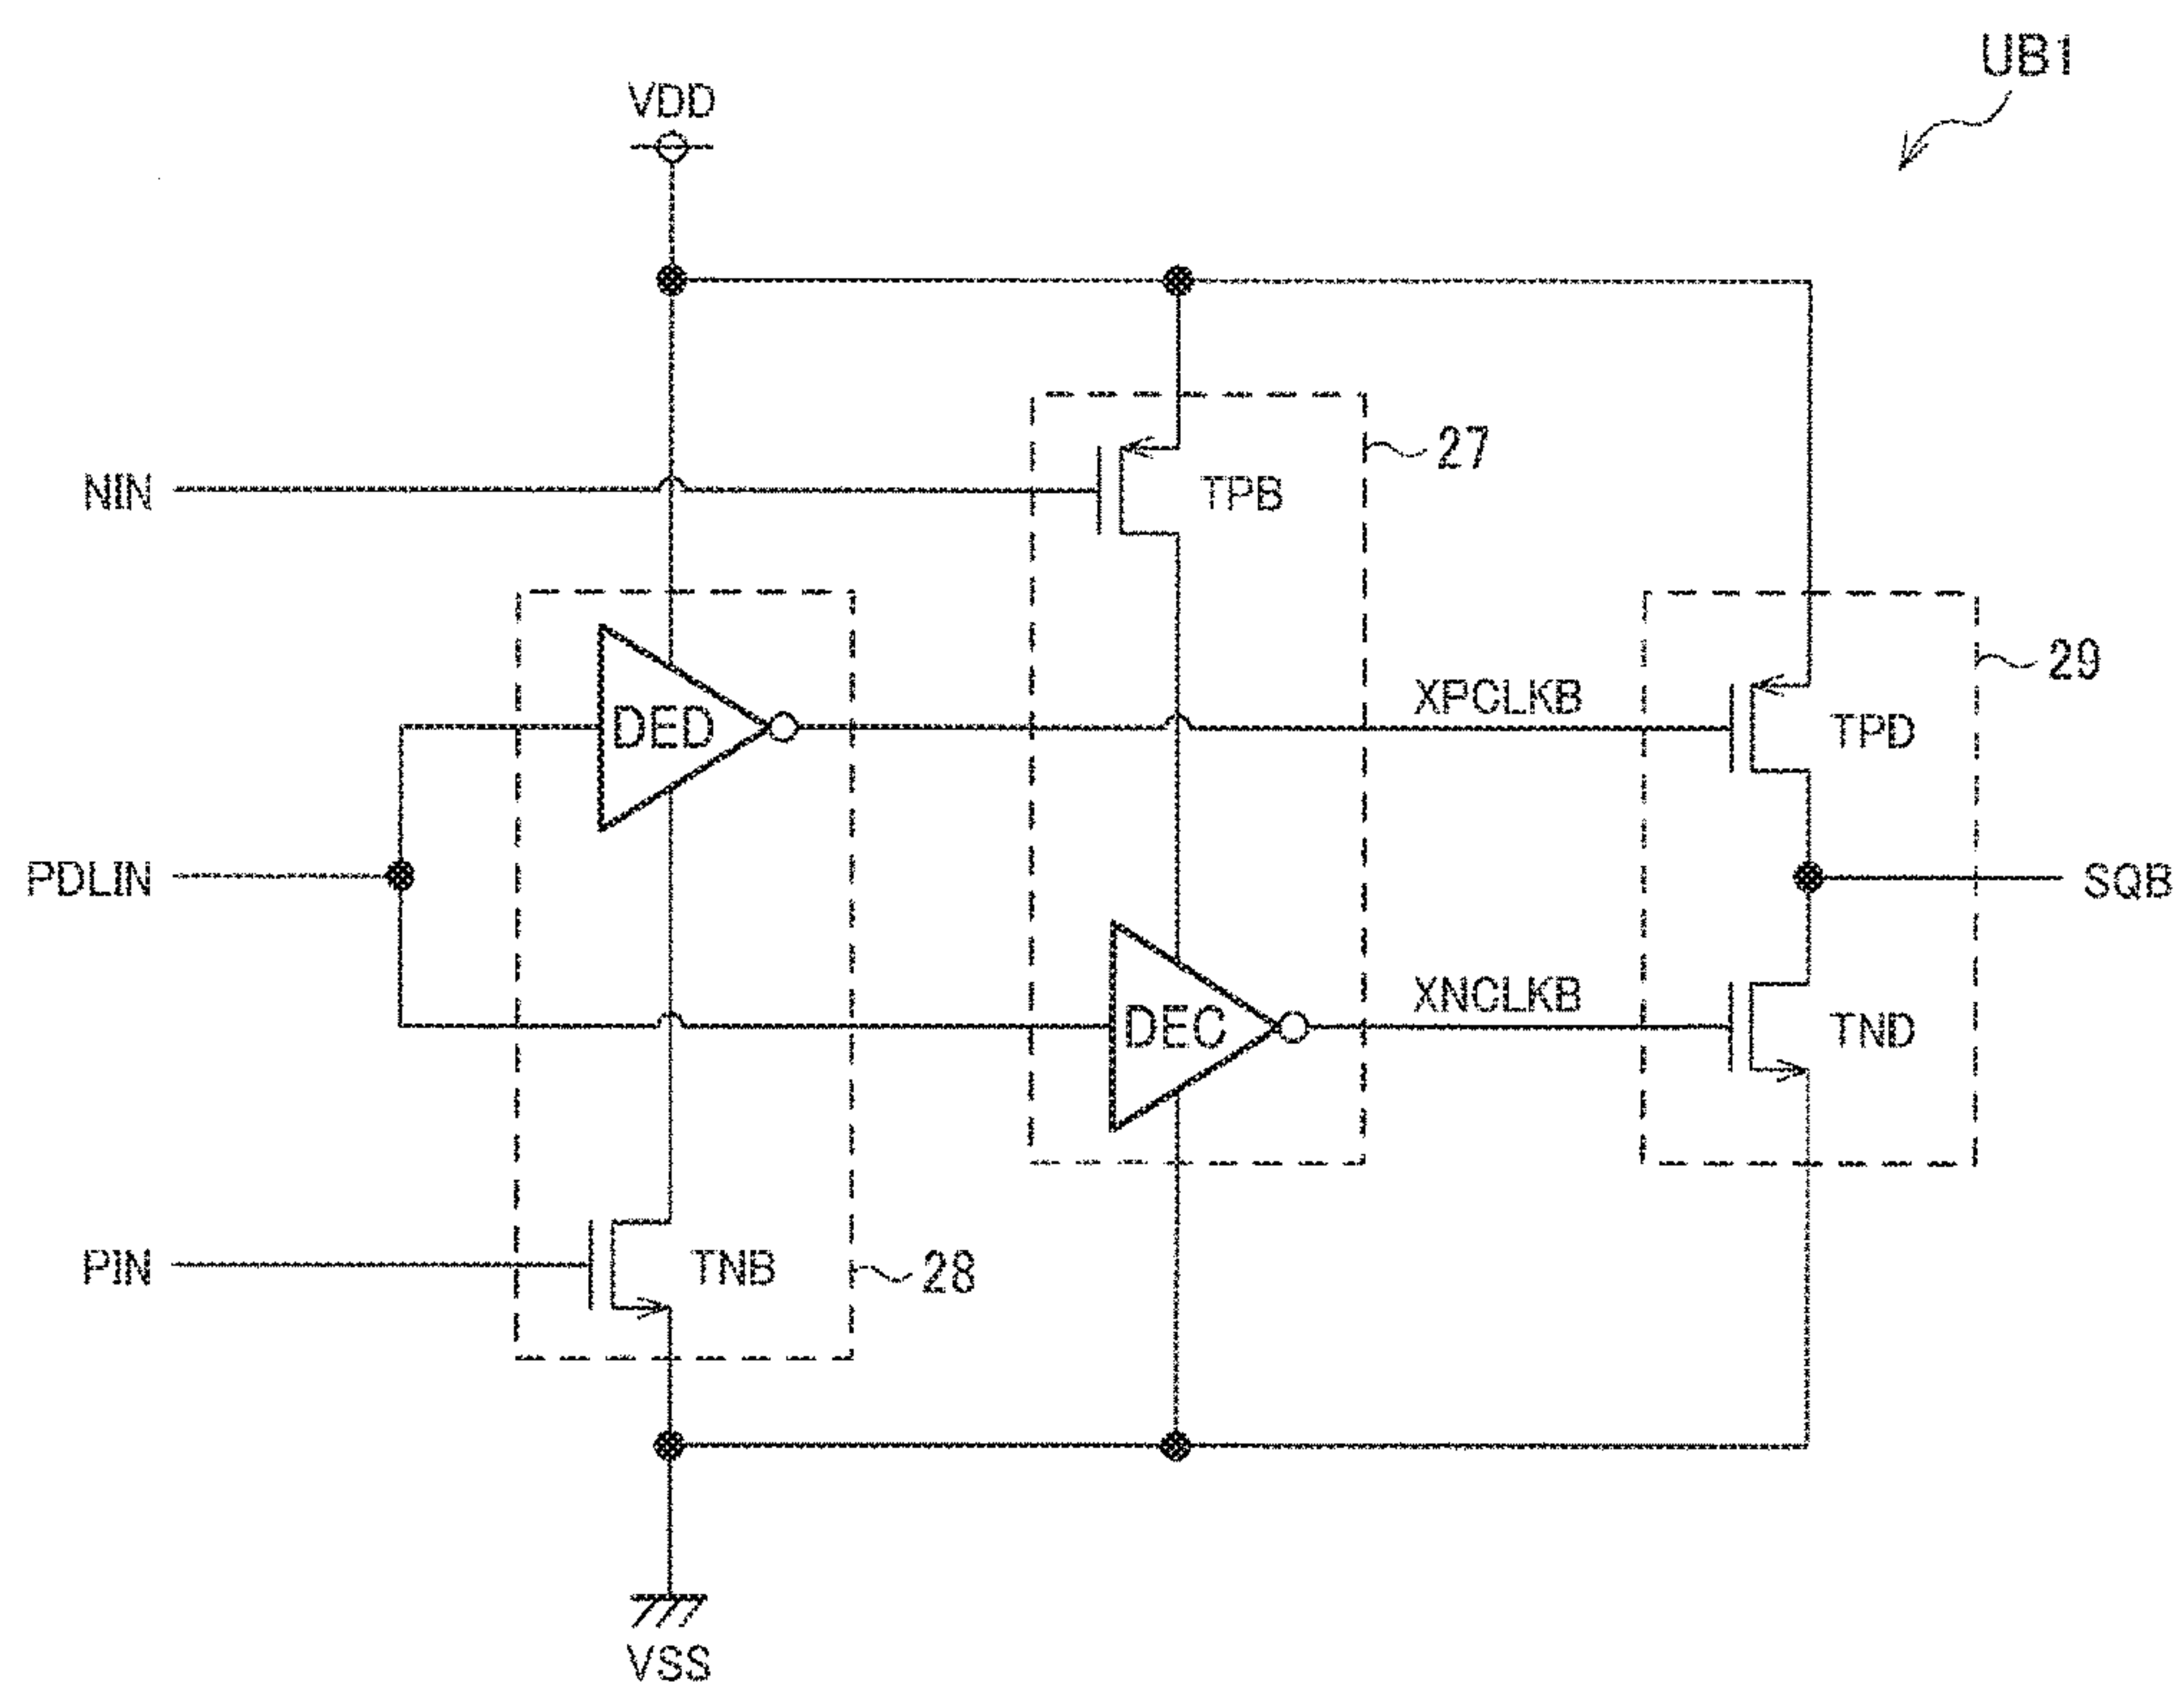 UB1
VDD
27
NIN
TPB
29
DED
XPCLKB
TPD
PDLIN
SQB
DEC
XNCLKB
TND
PIN
TNB
28
VSS